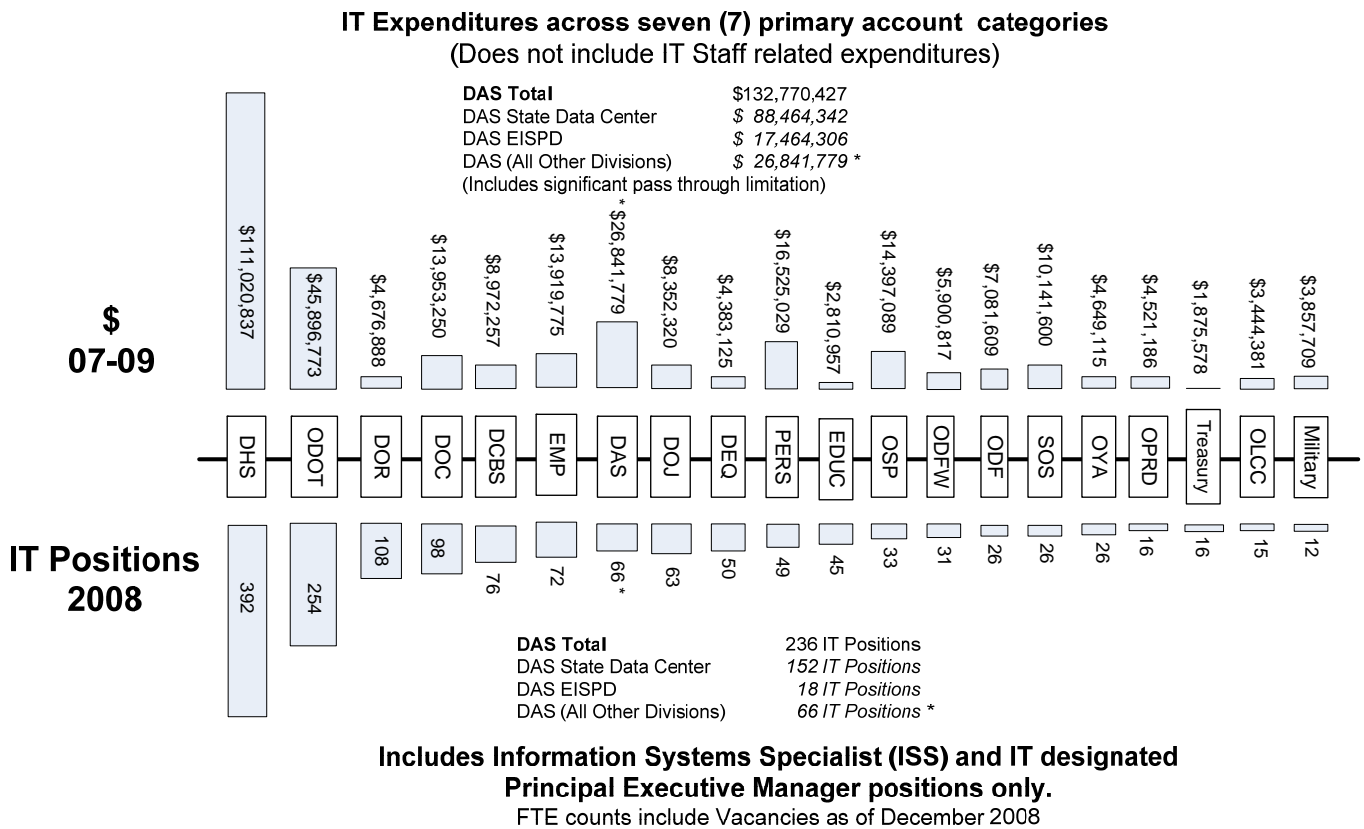 IT Expenditures across seven (7) primary account categories
(Does not include IT Staff related expenditures)
DAS Total $132,770,427
DAS State Data Center $ 88,464,342
DAS EISPD $ 17,464,306
DAS (All Other Divisions) $ 26,841,779 *
(Includes significant pass through limitation)
$
07-09
$111,020,837
$45,896,773
$4,676,888
$13,953,250
$8,972,257
$13,919,775
* $26,841,779
$8,352,320
$4,383,125
$16,525,029
$2,810,957
$14,397,089
$5,900,817
$7,081,609
$10,141,600
$4,649,115
$4,521,186
$1,875,578
$3,444,381
$3,857,709
DHS
ODOT
DOR
DOC
DCBS
EMP
DAS
DOJ
DEQ
PERS
EDUC
OSP
ODFW
ODF
SOS
OYA
OPRD
Treasury
OLCC
Military
IT Positions
2008
392
254
108
98
76
72
66 *
63
50
49
45
33
31
26
26
26
16
16
15
12
DAS Total 236 IT Positions
DAS State Data Center 152 IT Positions
DAS EISPD 18 IT Positions
DAS (All Other Divisions) 66 IT Positions *
Includes Information Systems Specialist (ISS) and IT designated
Principal Executive Manager positions only.
FTE counts include Vacancies as of December 2008